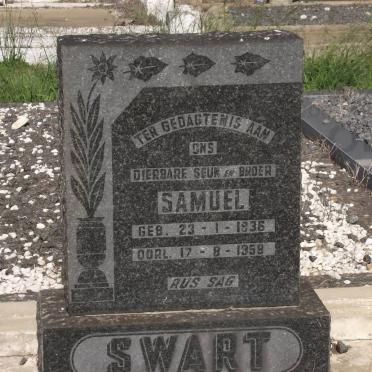 TER GEDAGTENIS AAN
ONS
DIERBARE SEUN EN BROER
SAMUEL
GEB. 23-1-1936
OORL. 17-8-1958
RUS SAG
SWART